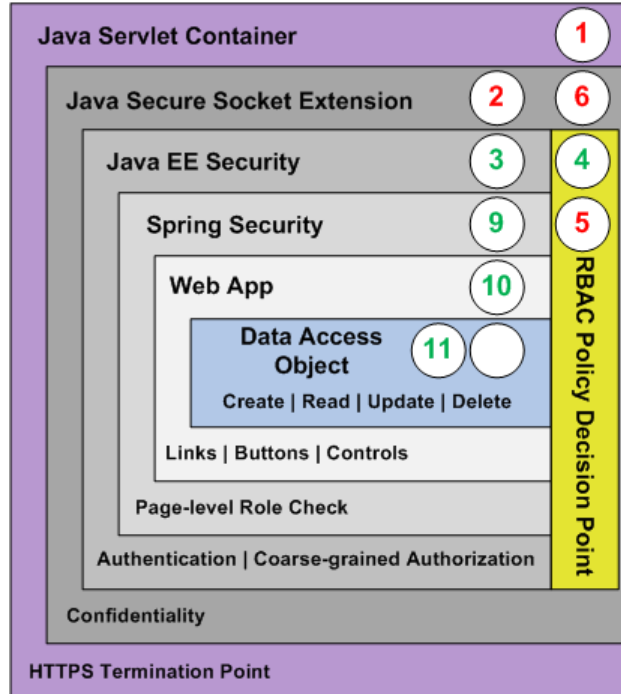 Java Servlet Container 1
Java Secure Socket Extension 2 6
Java EE Security 3 4
Spring Security 9 5
Web App 10
Data Access
Object 11
Create | Read | Update | Delete
Links | Buttons | Controls
Page-level Role Check
Authentication | Coarse-grained Authorization
Confidentiality
HTTPS Termination Point
RBAC Policy Decision Point